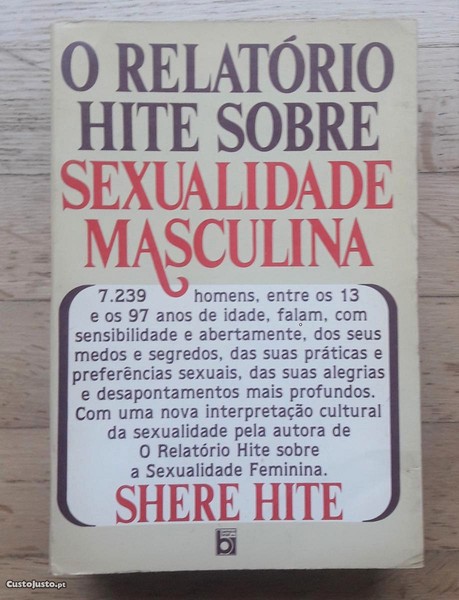 O RELATÓRIO
HITE SOBRE
SEXUALIDADE
MASCULINA
7.239 homens, entre os 13
e os 97 anos de idade, falam, com
sensibilidade e abertamente, dos seus
medos e segredos, das suas práticas e
preferências sexuais, das suas alegrias
e desapontamentos mais profundos.
Com uma nova interpretação cultural
da sexualidade pela autora de
O Relatório Hite sobre
a Sexualidade Feminina.
SHERE HITE
CustoJusto.pt